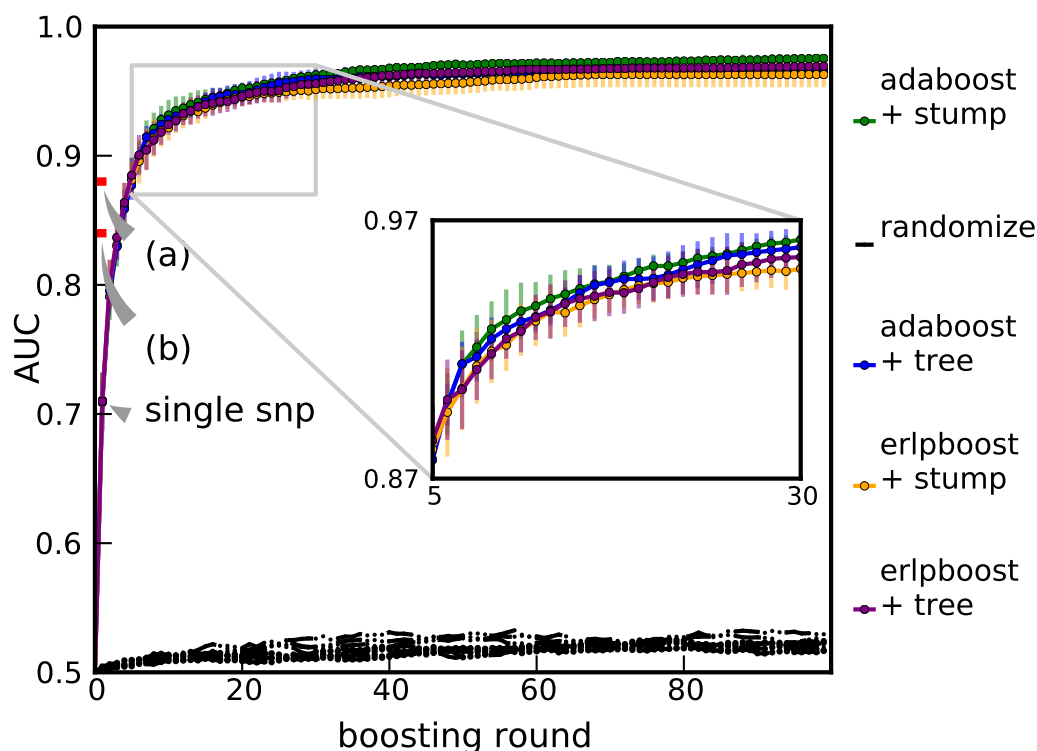 1.0
0.9
0.8
0.7
0.6
0.5
AUC
0
20
40
60
80
boosting round
(a)
(b)
single snp
0.97
0.87
5
30
adaboost
+ stump
randomize
adaboost
+ tree
erlpboost
+ stump
erlpboost
+ tree